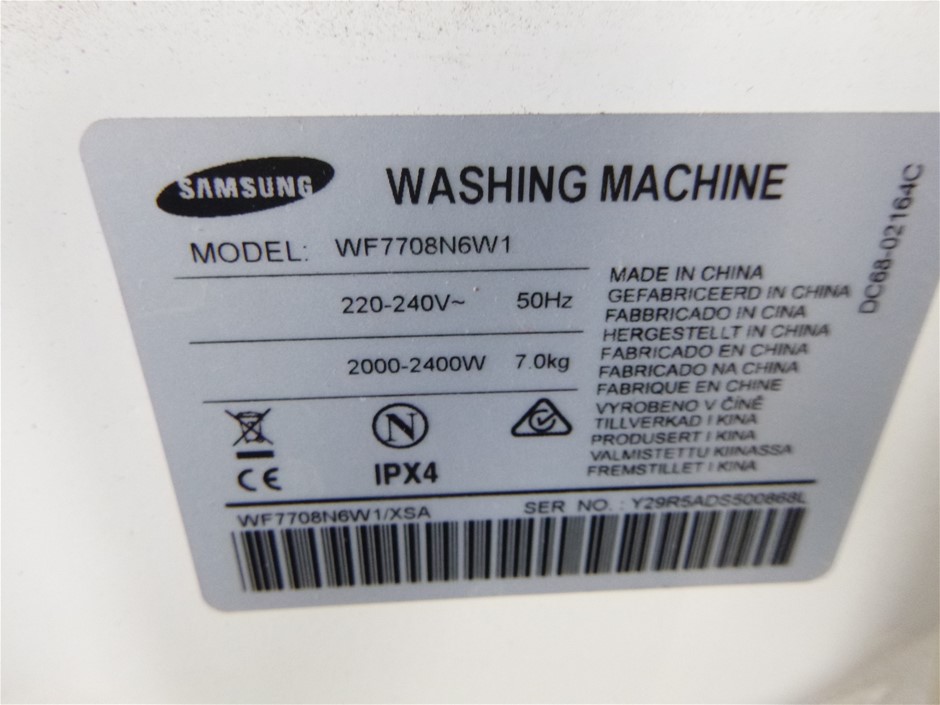 SAMSUNG
WASHING MACHINE
MODEL: WF7708N6W1
220-240V~ 50Hz
2000-2400W 7.0kg
MADE IN CHINA
GEFABRICEERD IN CHINA
FABBRICADO IN CINA
HERGESTELLT IN CHINA
FABRICADO EN CHINA
FABRICADO NA CHINA
FABRIQUE EN CHINE
VYROBENO V ČÍNĚ
TILLVERKAD I KINA
PRODUSERT I KINA
VALMISTETTU KIINASSA
FREMSTILLET I KINA
DC68-02164C
N
CE
IPX4
WF7708N6W1/XSA
SER NO. : Y29R5ADS500868L